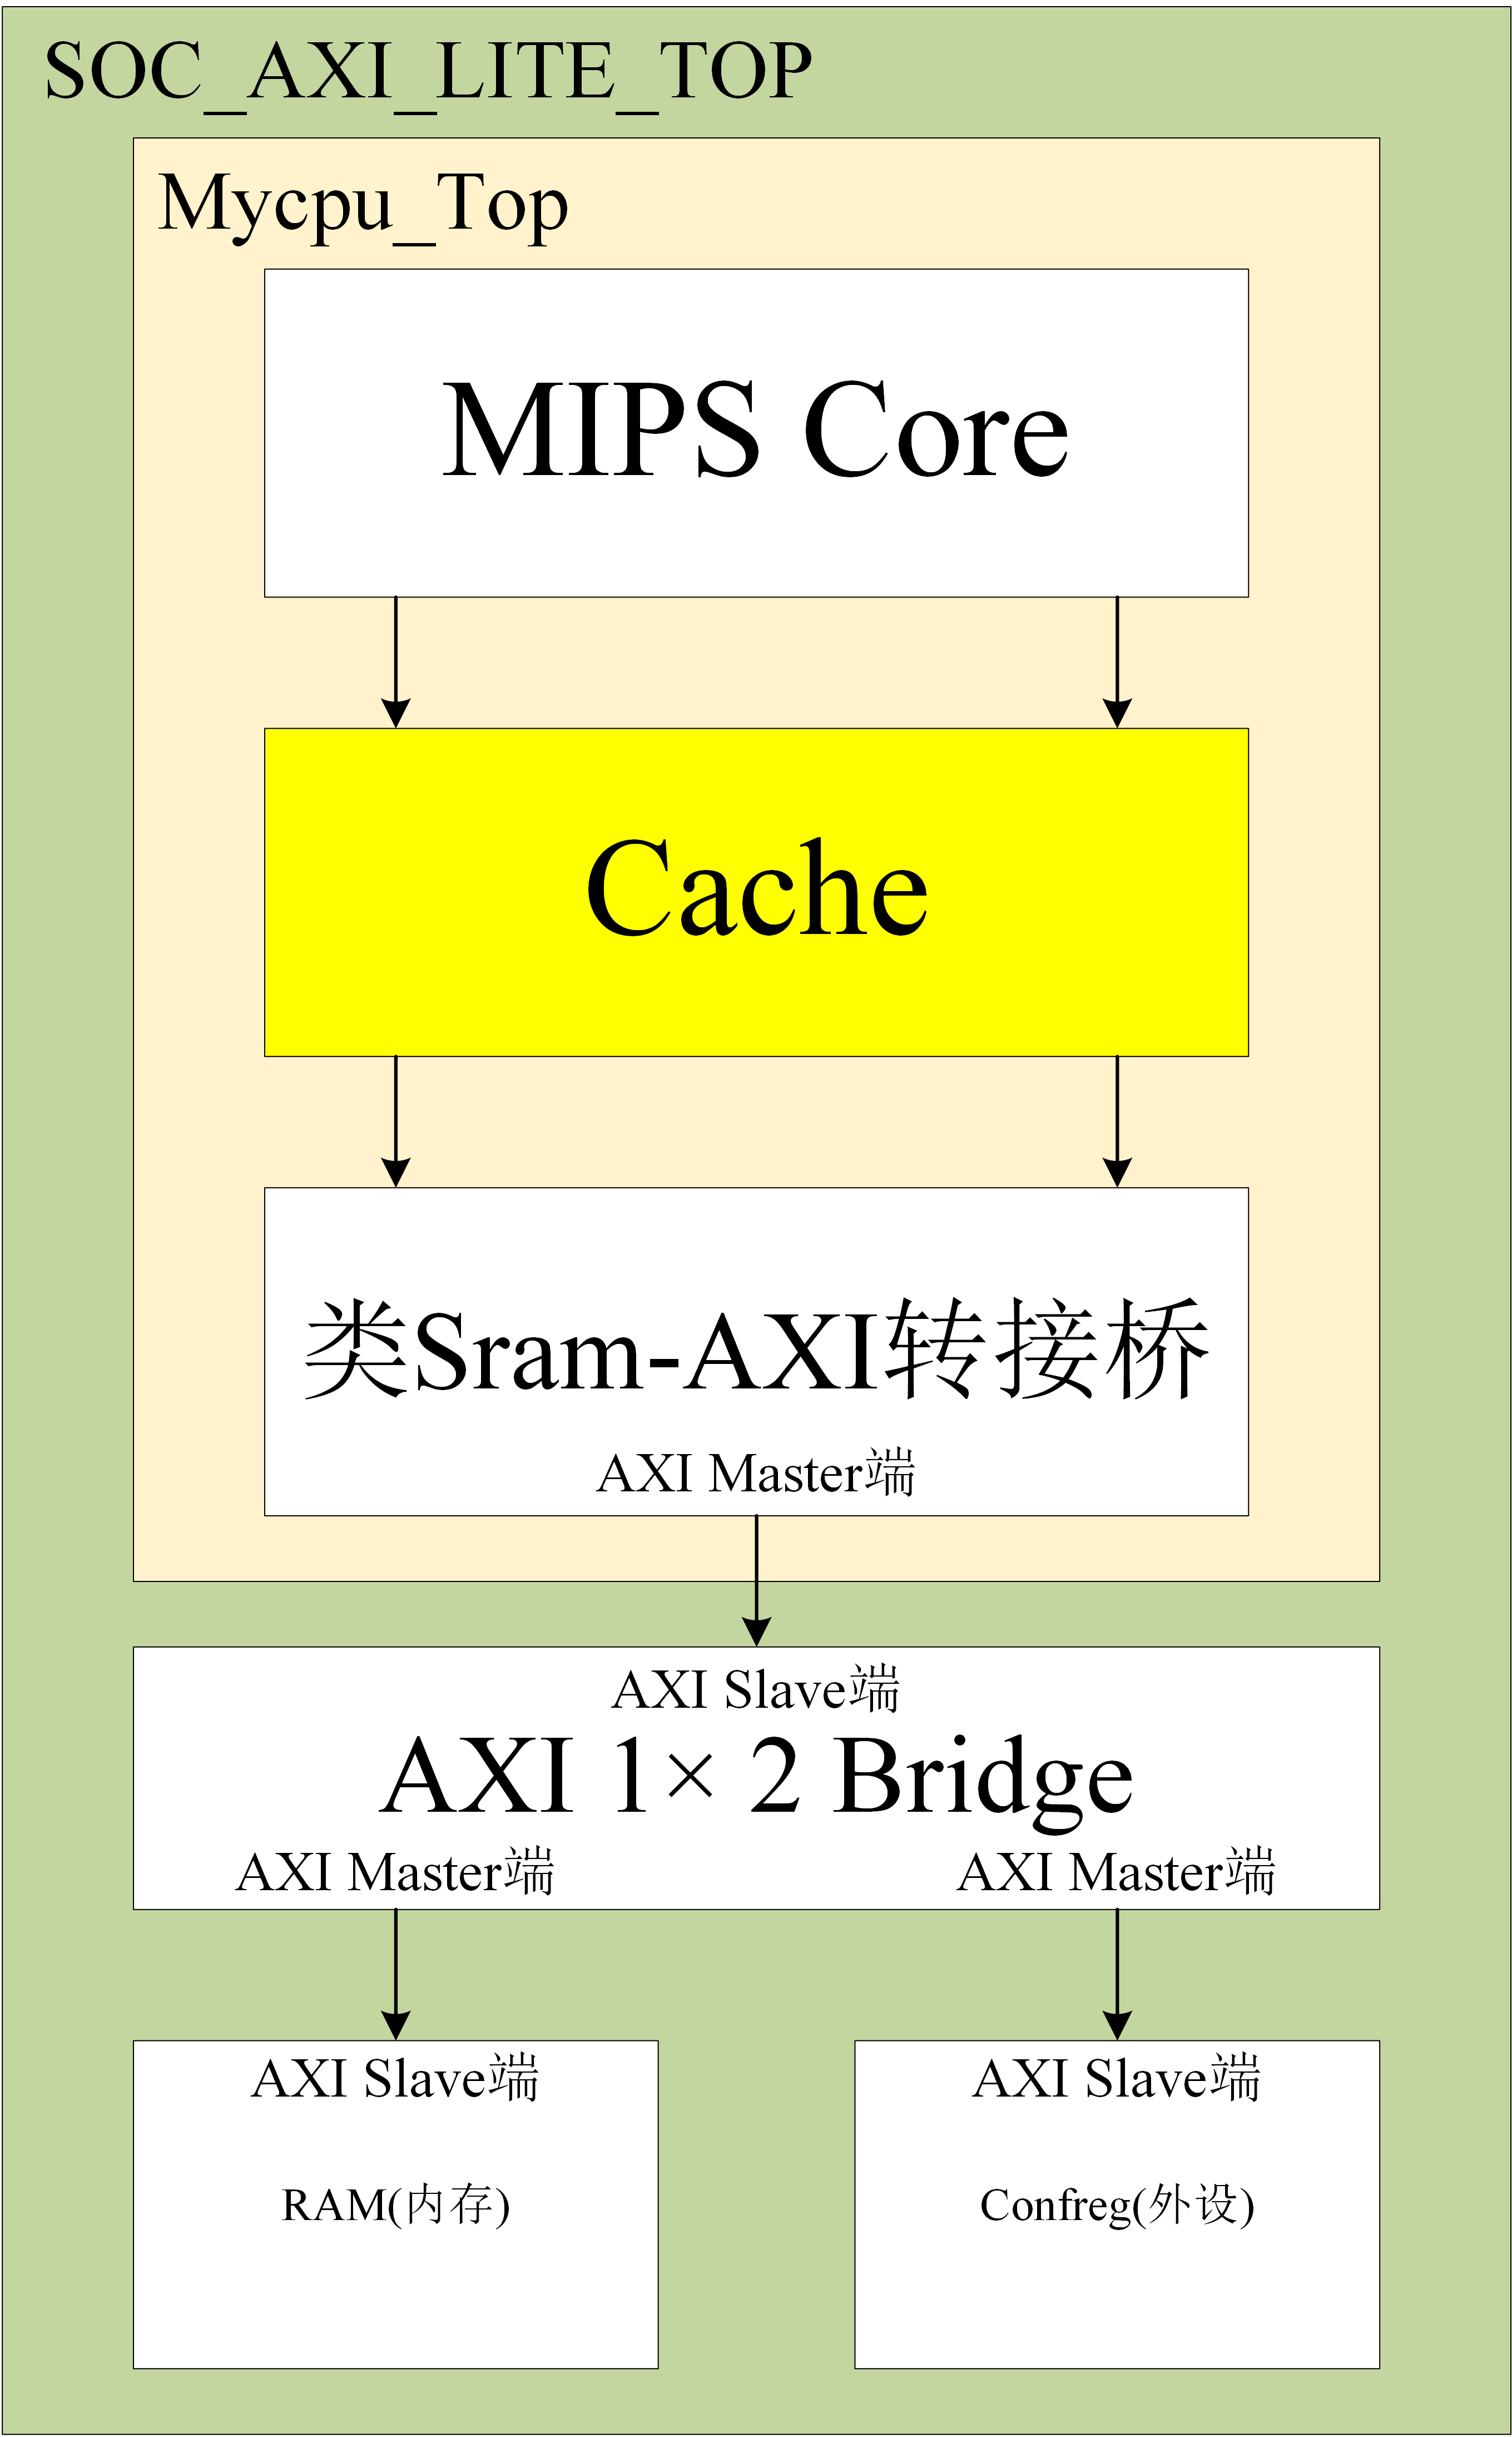 SOC_AXI_LITE_TOP
Mycpu_Top
MIPS Core
Cache
类Sram-AXI转接桥
AXI Master端
AXI Slave端
AXI 1× 2 Bridge
AXI Master端
AXI Master端
AXI Slave端
AXI Slave端
RAM(内存)
Confreg(外设)